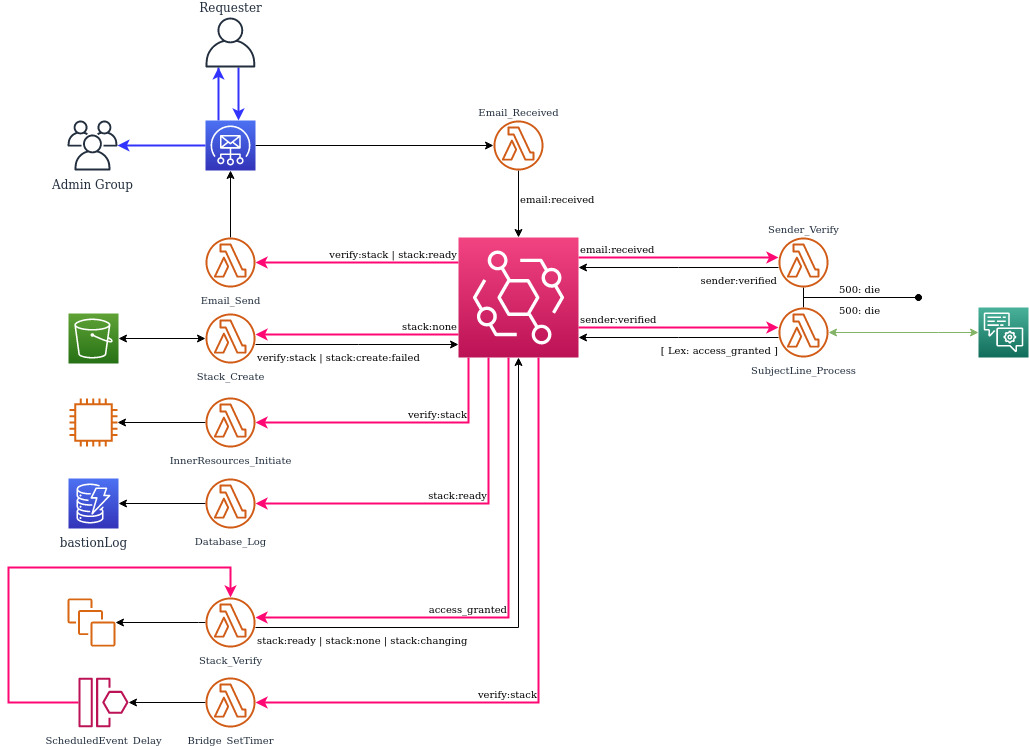 Requester
Email_Received
Admin Group
email:received
Sender_Verify
verify:stack | stack:ready
email:received
sender:verified
500: die
Email_Send
500: die
stack:none
sender:verified
verify:stack | stack:create:failed
[ Lex: access_granted ]
Stack_Create
SubjectLine_Process
verify:stack
InnerResources_Initiate
stack:ready
bastionLog
Database_Log
access_granted
stack:ready | stack:none | stack:changing
Stack_Verify
verify:stack
ScheduledEvent_Delay
Bridge_SetTimer